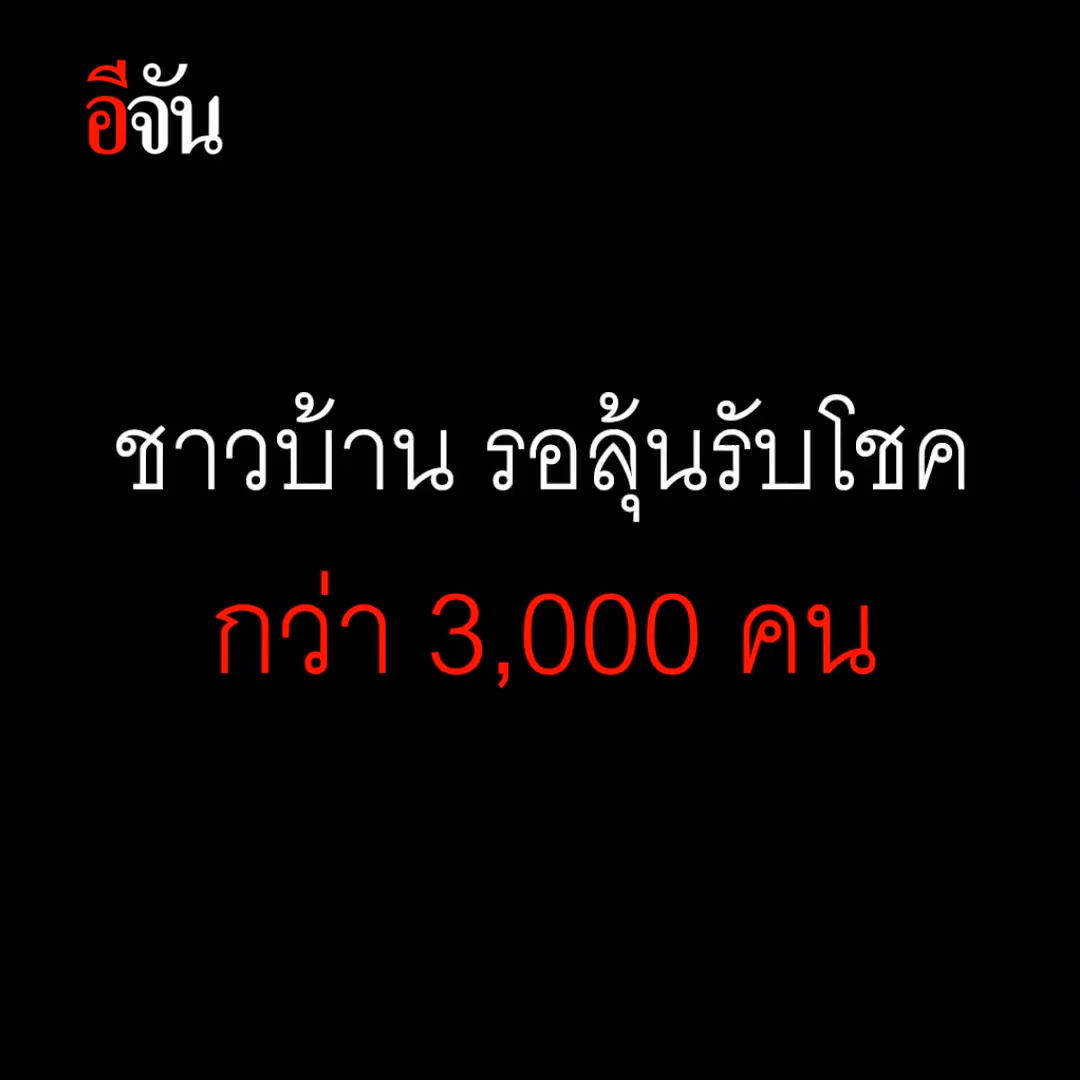 อีจัน
ชาวบ้าน รอลุ้นรับโชค
กว่า 3,000 คน